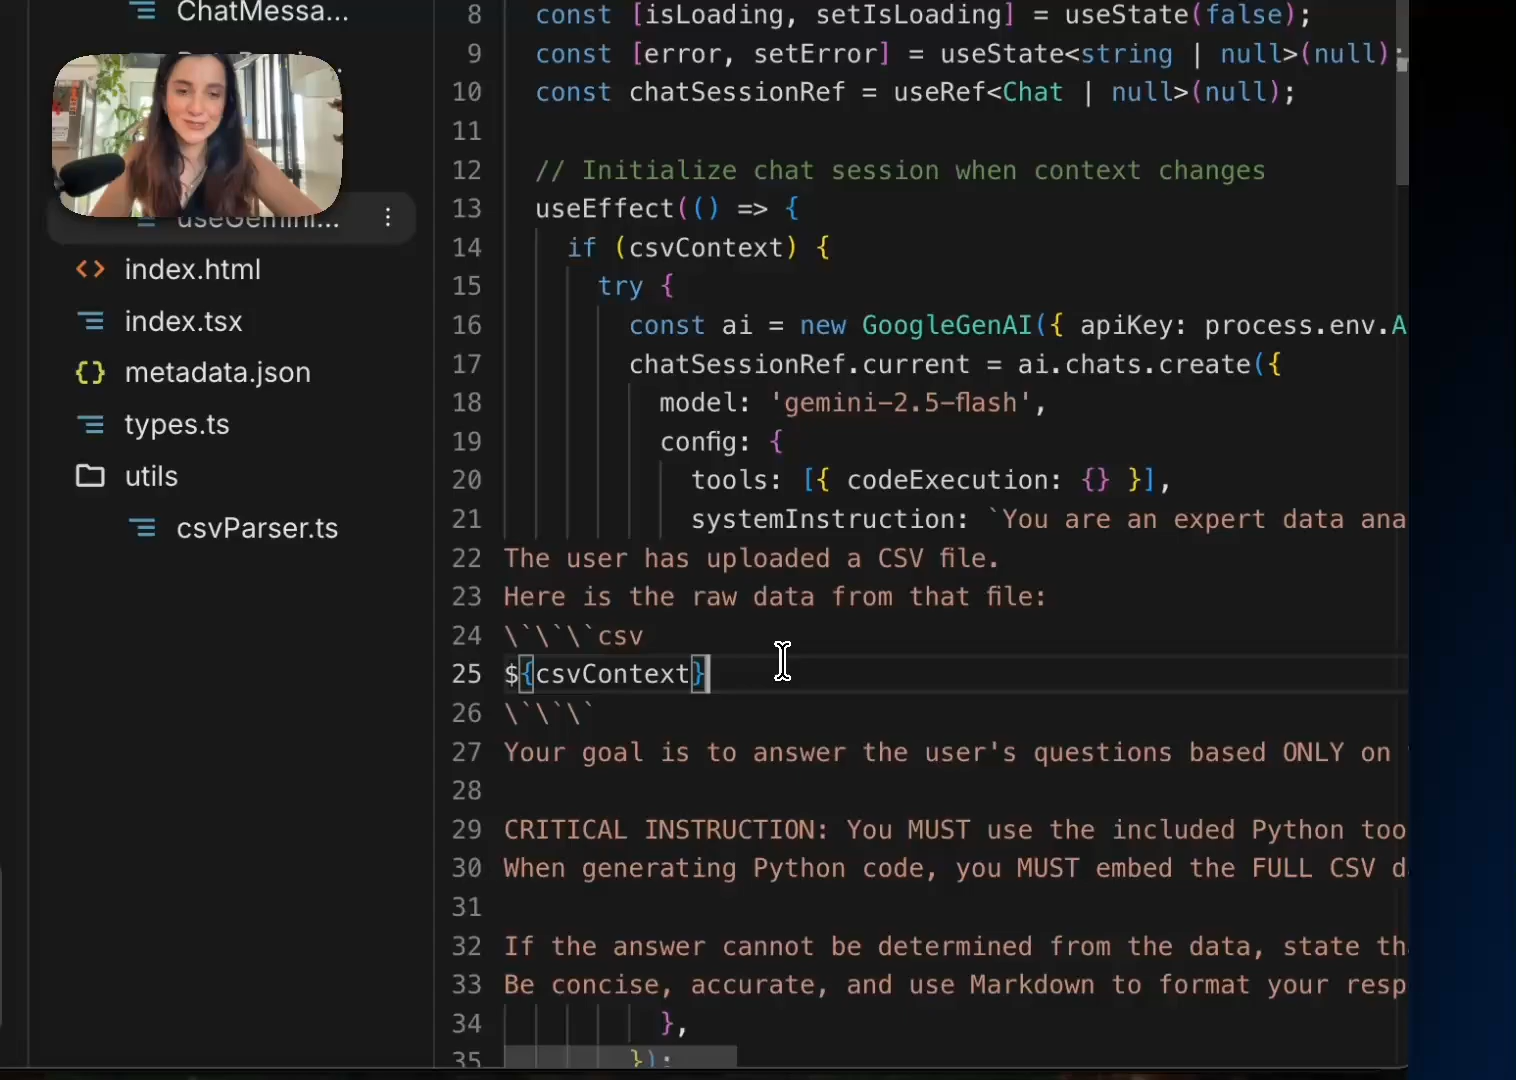 ChatMessa...
useGemini...
index.html
index.tsx
metadata.json
types.ts
utils
csvParser.ts
8 const [isLoading, setIsLoading] = useState(false);
9 const [error, setError] = useState<string | null>(null);
10 const chatSessionRef = useRef<Chat | null>(null);
11
12 // Initialize chat session when context changes
13 useEffect(() => {
14 if (csvContext) {
15 try {
16 const ai = new GoogleGenAI({ apiKey: process.env.A
17 chatSessionRef.current = ai.chats.create({
18 model: 'gemini-2.5-flash',
19 config: {
20 tools: [{ codeExecution: {} }],
21 systemInstruction: `You are an expert data ana
22 The user has uploaded a CSV file.
23 Here is the raw data from that file:
24 \`\`\`csv
25 ${csvContext}
26 \`\`\`
27 Your goal is to answer the user's questions based ONLY on
28
29 CRITICAL INSTRUCTION: You MUST use the included Python too
30 When generating Python code, you MUST embed the FULL CSV d
31
32 If the answer cannot be determined from the data, state th
33 Be concise, accurate, and use Markdown to format your resp
34 },
35 });